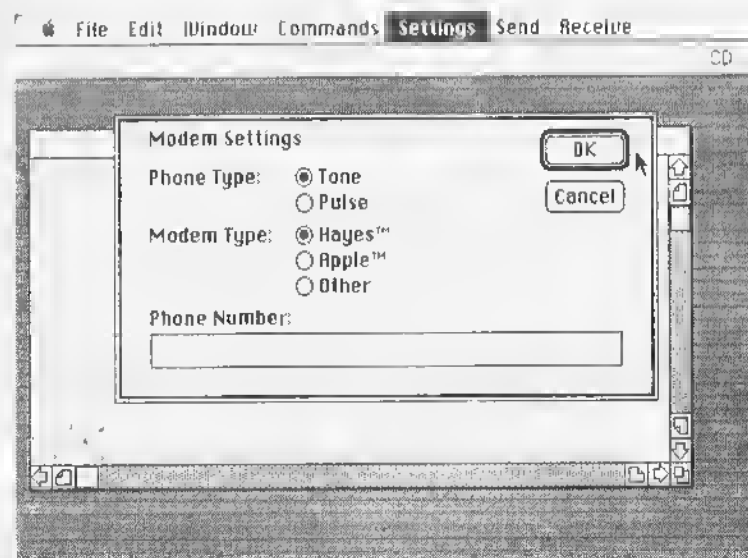 File Edit Window Commands Settings Send Receive
CD
Modem Settings
OK
Phone Type: Tone
Pulse
Cancel
Modem Type: Hayes™
Apple™
Other
Phone Number: